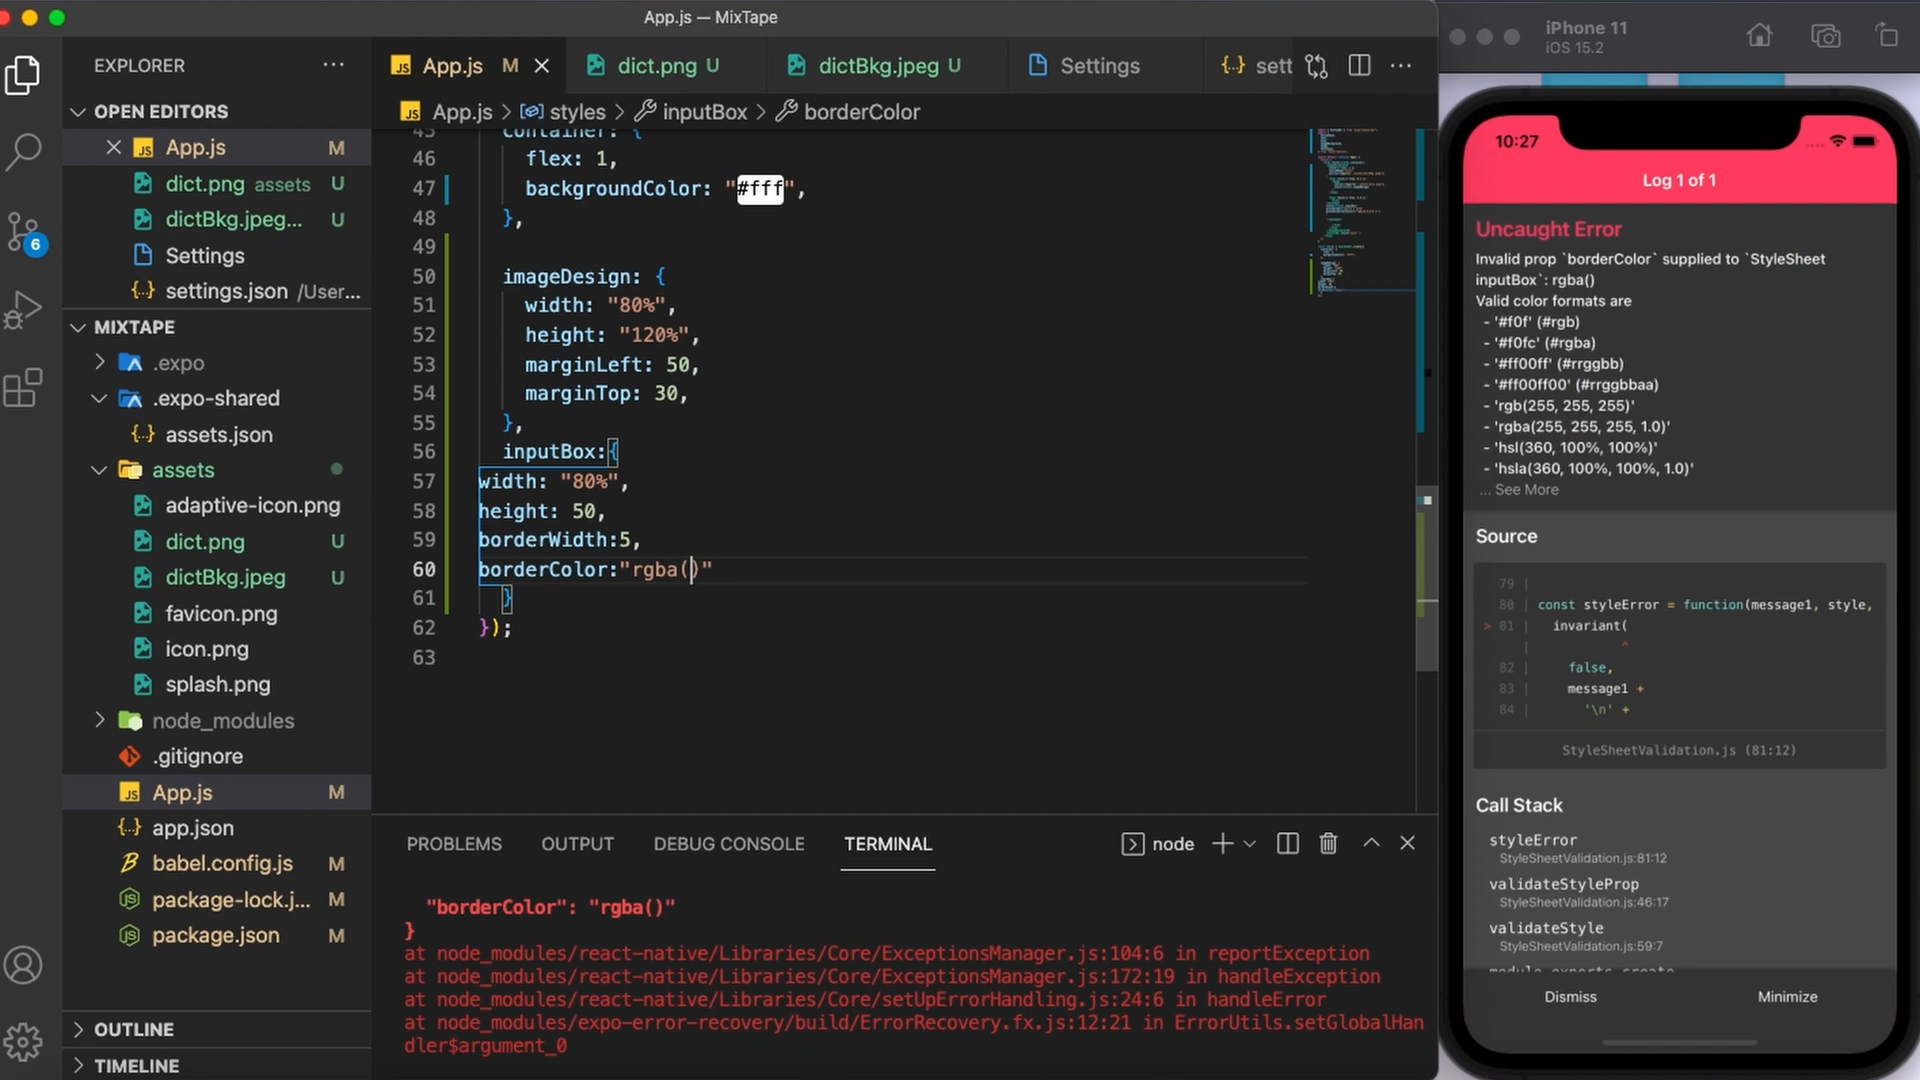 App.js — MixTape
iPhone 11
iOS 15.2
EXPLORER
App.js M
dict.png U
dictBkg.jpeg U
Settings
sett
OPEN EDITORS
App.js M
dict.png assets U
dictBkg.jpeg... U
Settings
settings.json /User...
MIXTAPE
.expo
.expo-shared
assets.json
assets
adaptive-icon.png
dict.png U
dictBkg.jpeg U
favicon.png
icon.png
splash.png
node_modules
.gitignore
App.js M
app.json
babel.config.js M
package-lock.j... M
package.json M
OUTLINE
TIMELINE
6
App.js > styles > inputBox > borderColor
45 container: {
46 flex: 1,
47 backgroundColor: "#fff",
48 },
49
50 imageDesign: {
51 width: "80%",
52 height: "120%",
53 marginLeft: 50,
54 marginTop: 30,
55 },
56 inputBox:{
57 width: "80%",
58 height: 50,
59 borderWidth:5,
60 borderColor:"rgba()"
61 }
62 });
63
PROBLEMS OUTPUT DEBUG CONSOLE TERMINAL
node
"borderColor": "rgba()"
}
at node_modules/react-native/Libraries/Core/ExceptionsManager.js:104:6 in reportException
at node_modules/react-native/Libraries/Core/ExceptionsManager.js:172:19 in handleException
at node_modules/react-native/Libraries/Core/setUpErrorHandling.js:24:6 in handleError
at node_modules/expo-error-recovery/build/ErrorRecovery.fx.js:12:21 in ErrorUtils.setGlobalHan
dler$argument_0
10:27
Log 1 of 1
Uncaught Error
Invalid prop `borderColor` supplied to `StyleSheet
inputBox`: rgba()
Valid color formats are
- '#f0f' (#rgb)
- '#f0fc' (#rgba)
- '#ff00ff' (#rrggbb)
- '#ff00ff00' (#rrggbbaa)
- 'rgb(255, 255, 255)'
- 'rgba(255, 255, 255, 1.0)'
- 'hsl(360, 100%, 100%)'
- 'hsla(360, 100%, 100%, 1.0)'
... See More
Source
79 |
80 | const styleError = function(message1, style,
> 81 | invariant(
| ^
82 | false,
83 | message1 +
84 | '\n' +
StyleSheetValidation.js (81:12)
Call Stack
styleError
StyleSheetValidation.js:81:12
validateStyleProp
StyleSheetValidation.js:46:17
validateStyle
StyleSheetValidation.js:59:7
module.exports.create
Dismiss
Minimize